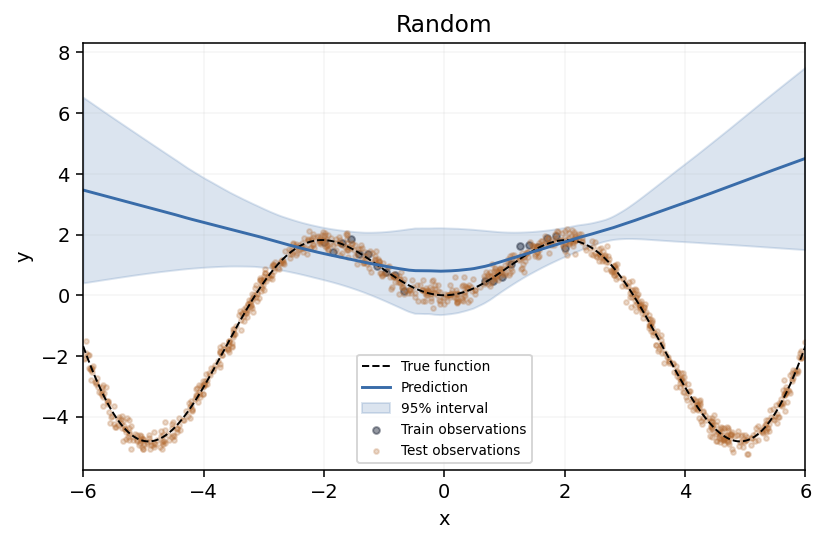 Random
8
6
4
2
0
−2
−4
y
True function
Prediction
95% interval
Train observations
Test observations
−6 −4 −2 0 2 4 6
x